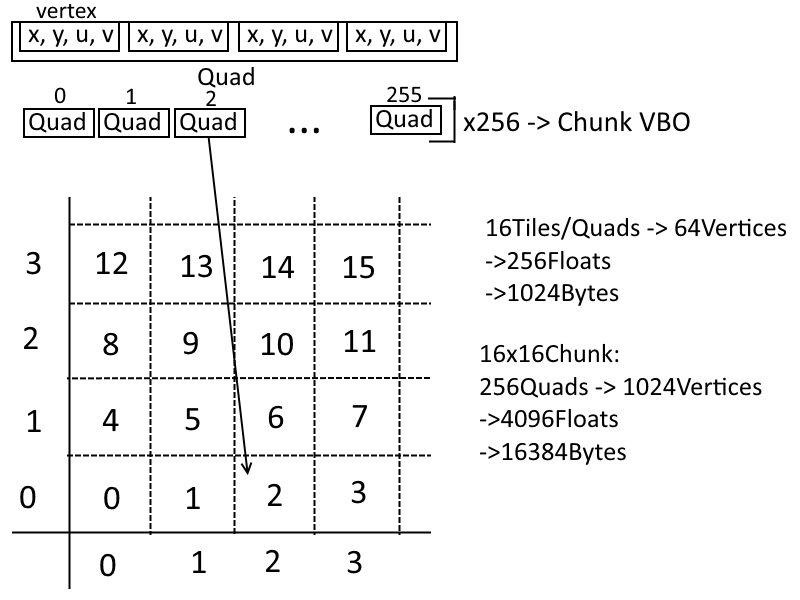 vertex
x, y, u, v x, y, u, v x, y, u, v x, y, u, v
Quad
0 1 2 255
Quad Quad Quad ... Quad x256 -> Chunk VBO
16Tiles/Quads -> 64Vertices
->256Floats
->1024Bytes
16x16Chunk:
256Quads -> 1024Vertices
->4096Floats
->16384Bytes
3 12 13 14 15
2 8 9 10 11
1 4 5 6 7
0 0 1 2 3
0 1 2 3